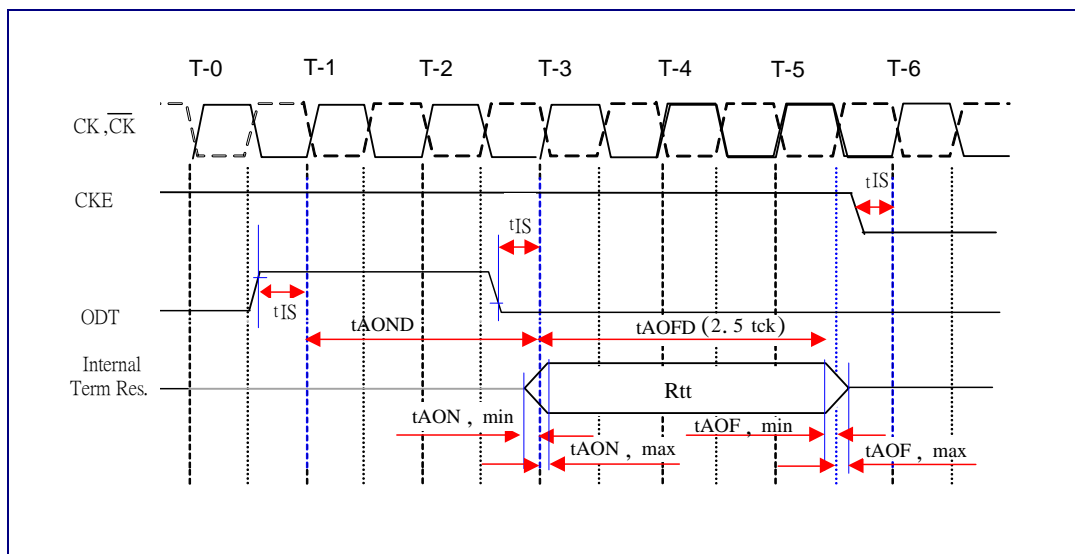 T-0 T-1 T-2 T-3 T-4 T-5 T-6
CK ,C̅K̅
CKE
tIS
tIS
tIS
ODT
tAOND
tAOFD (2.5 tck)
Internal
Term Res.
Rtt
tAON , min
tAOF , min
tAON , max
tAOF , max